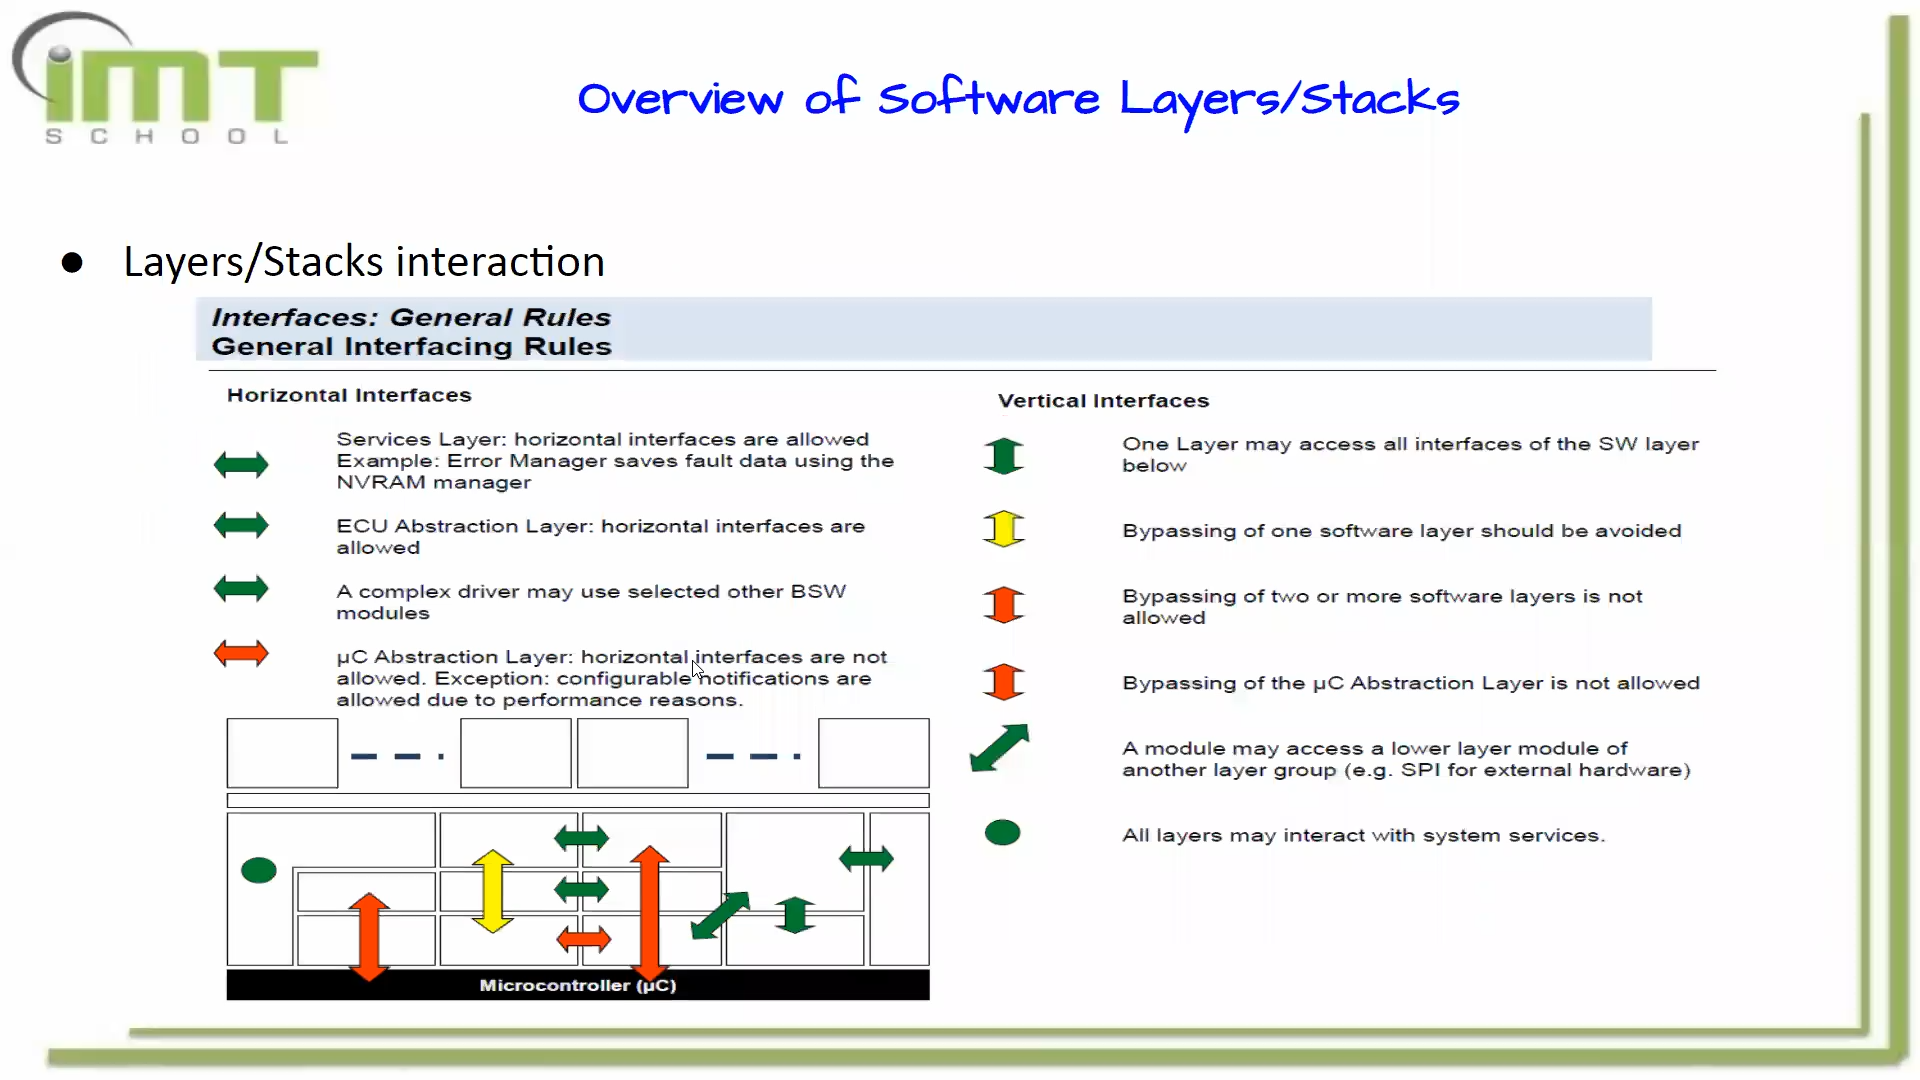 iMT
SCHOOL
Overview of Software Layers/Stacks
● Layers/Stacks interaction
Interfaces: General Rules
General Interfacing Rules
Horizontal Interfaces
Services Layer: horizontal interfaces are allowed
Example: Error Manager saves fault data using the
NVRAM manager
ECU Abstraction Layer: horizontal interfaces are
allowed
A complex driver may use selected other BSW
modules
µC Abstraction Layer: horizontal interfaces are not
allowed. Exception: configurable notifications are
allowed due to performance reasons.
Microcontroller (µC)
Vertical Interfaces
One Layer may access all interfaces of the SW layer
below
Bypassing of one software layer should be avoided
Bypassing of two or more software layers is not
allowed
Bypassing of the µC Abstraction Layer is not allowed
A module may access a lower layer module of
another layer group (e.g. SPI for external hardware)
All layers may interact with system services.